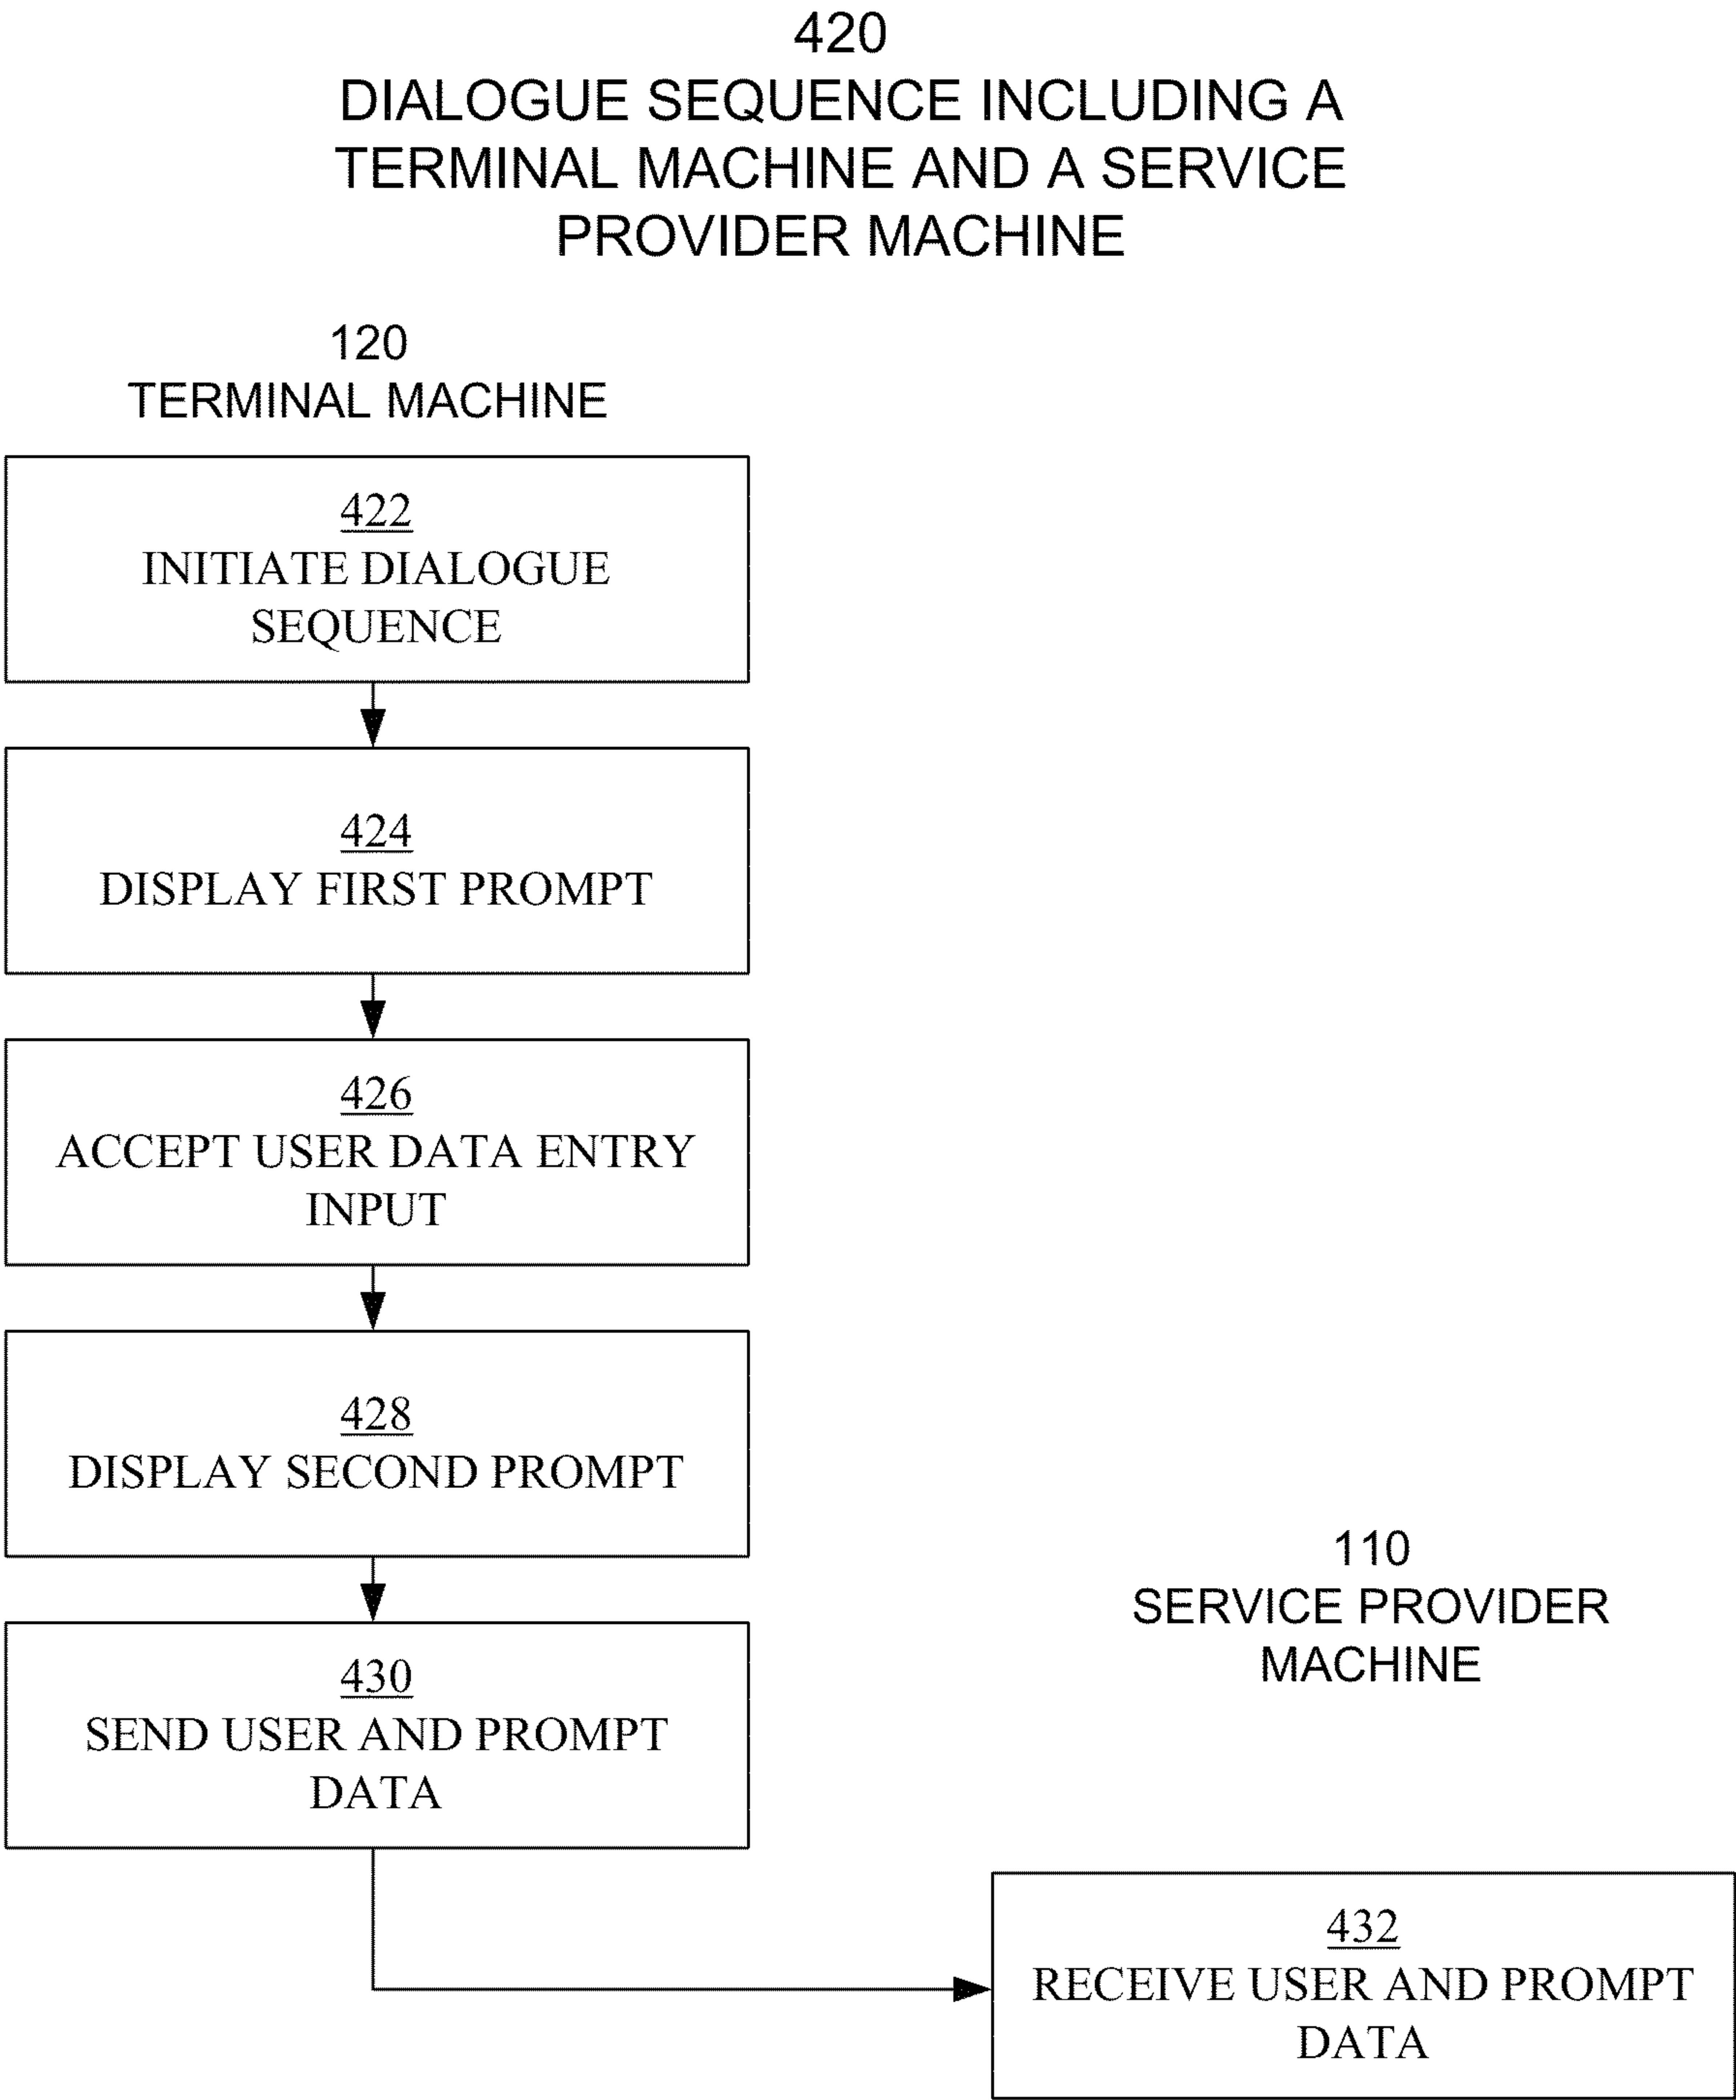 420
DIALOGUE SEQUENCE INCLUDING A
TERMINAL MACHINE AND A SERVICE
PROVIDER MACHINE
120
TERMINAL MACHINE
422
INITIATE DIALOGUE
SEQUENCE
424
DISPLAY FIRST PROMPT
426
ACCEPT USER DATA ENTRY
INPUT
428
DISPLAY SECOND PROMPT
430
SEND USER AND PROMPT
DATA
110
SERVICE PROVIDER
MACHINE
432
RECEIVE USER AND PROMPT
DATA